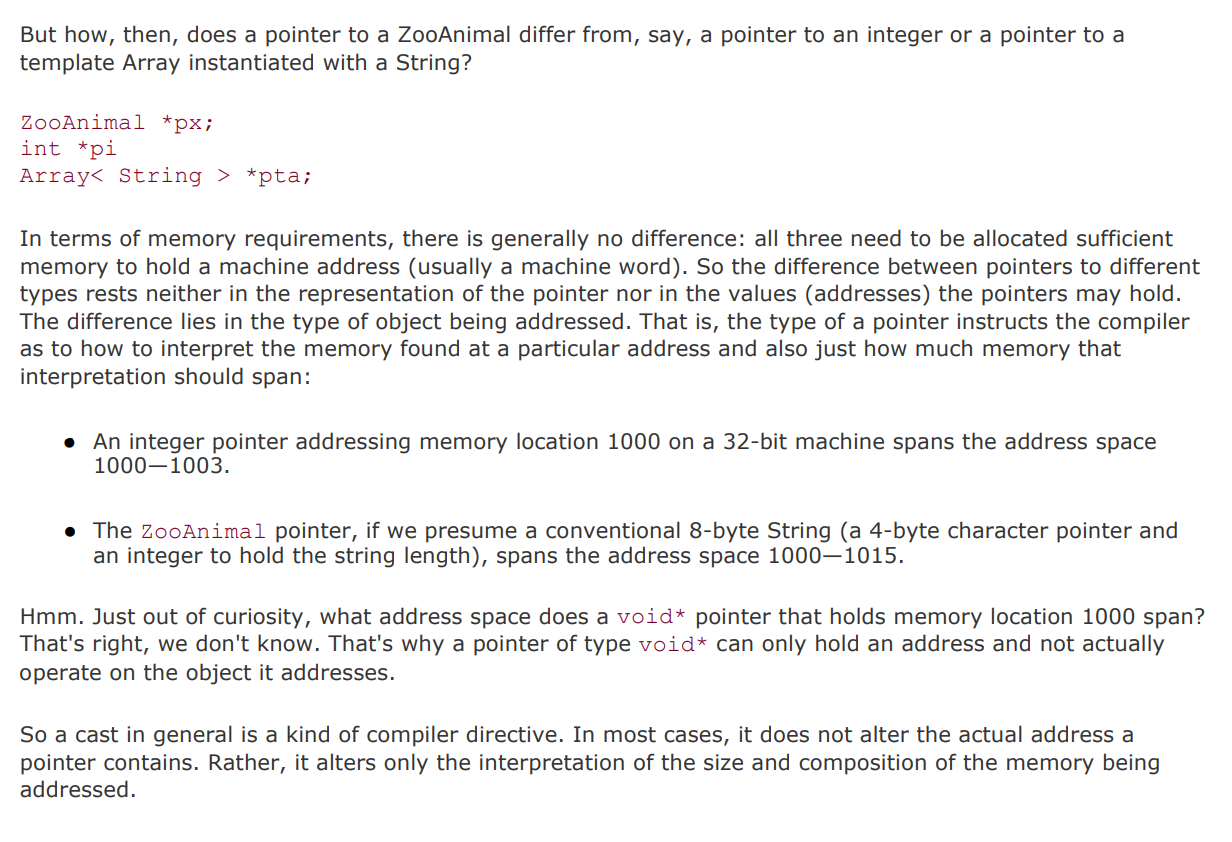 But how, then, does a pointer to a ZooAnimal differ from, say, a pointer to an integer or a pointer to a
template Array instantiated with a String?
ZooAnimal *px;
int *pi
Array< String > *pta;
In terms of memory requirements, there is generally no difference: all three need to be allocated sufficient
memory to hold a machine address (usually a machine word). So the difference between pointers to different
types rests neither in the representation of the pointer nor in the values (addresses) the pointers may hold.
The difference lies in the type of object being addressed. That is, the type of a pointer instructs the compiler
as to how to interpret the memory found at a particular address and also just how much memory that
interpretation should span:
● An integer pointer addressing memory location 1000 on a 32-bit machine spans the address space
1000—1003.
● The ZooAnimal pointer, if we presume a conventional 8-byte String (a 4-byte character pointer and
an integer to hold the string length), spans the address space 1000—1015.
Hmm. Just out of curiosity, what address space does a void* pointer that holds memory location 1000 span?
That's right, we don't know. That's why a pointer of type void* can only hold an address and not actually
operate on the object it addresses.
So a cast in general is a kind of compiler directive. In most cases, it does not alter the actual address a
pointer contains. Rather, it alters only the interpretation of the size and composition of the memory being
addressed.